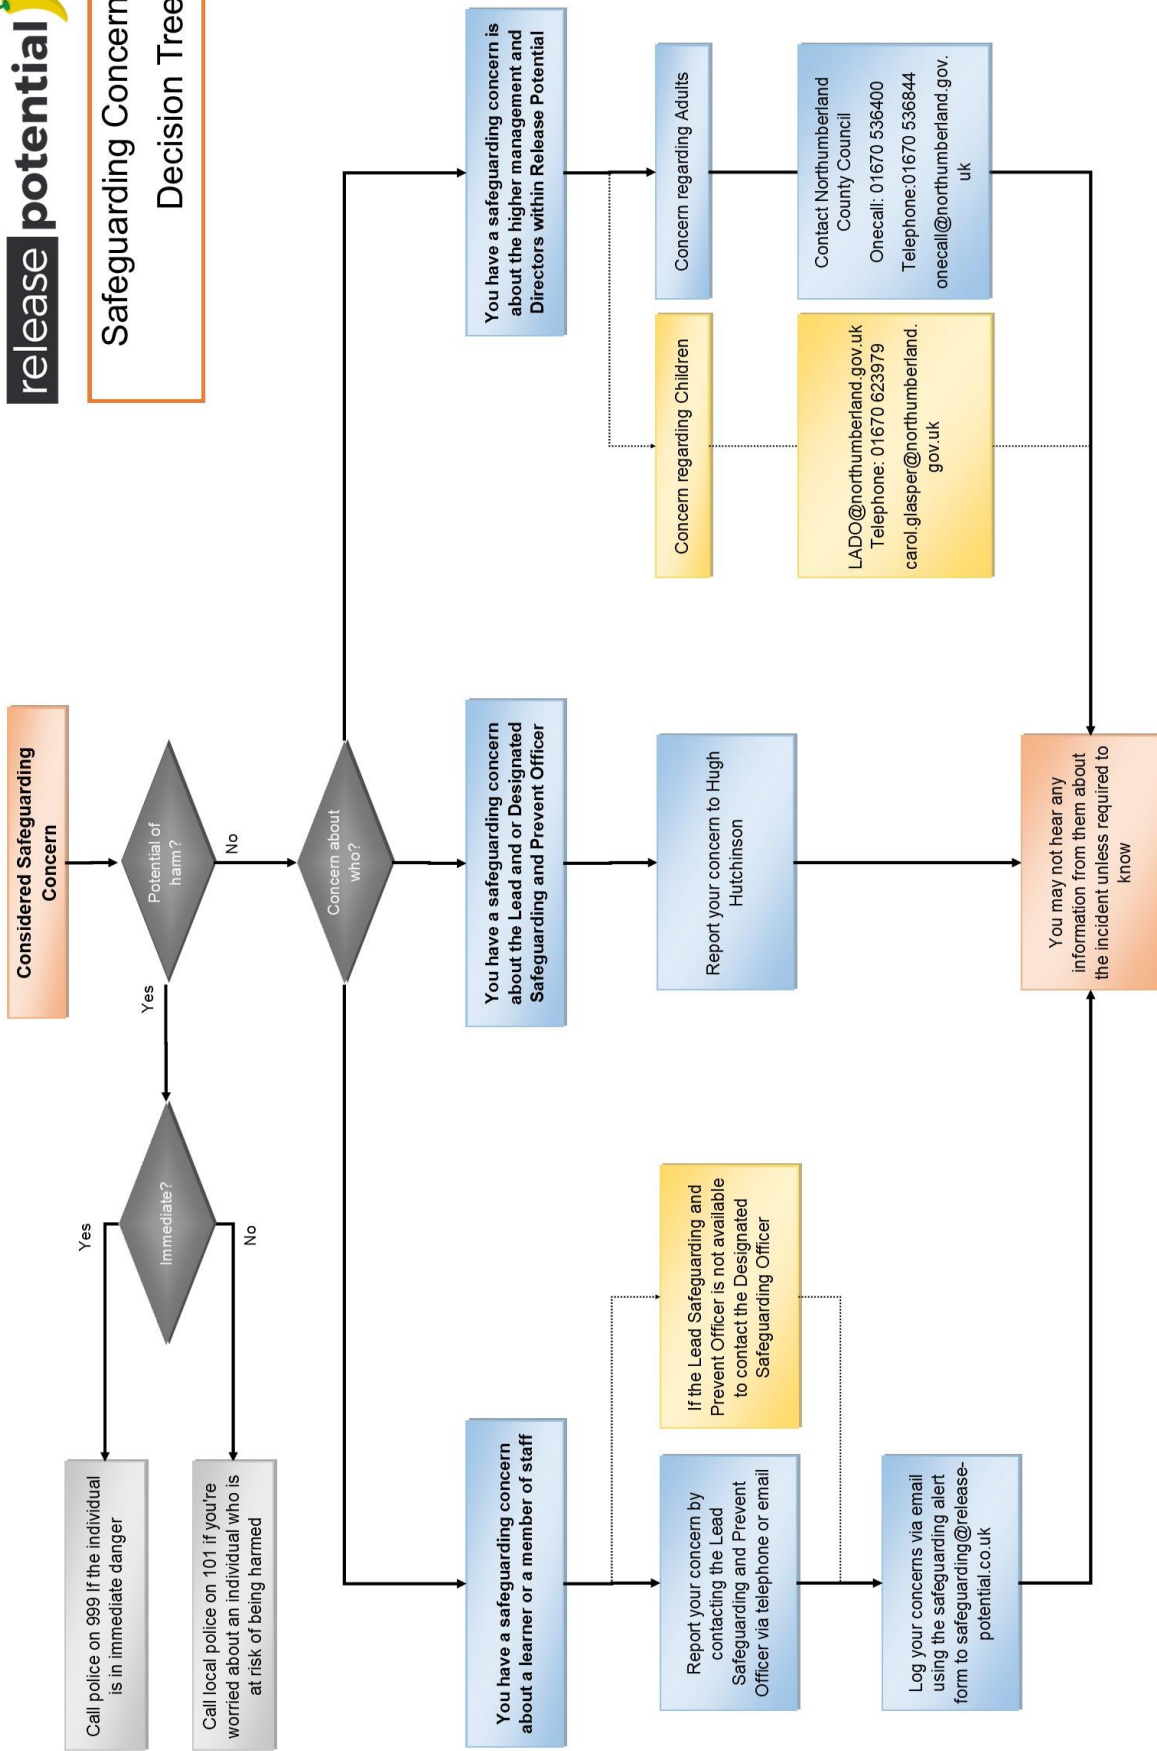 release potential
Safeguarding Concern
Decision Tree
Considered Safeguarding
Concern
Potential of
harm?
Yes
No
Immediate?
Yes
No
Call police on 999 If the individual
is in immediate danger
Call local police on 101 if you're
worried about an individual who is
at risk of being harmed
Concern about
who?
You have a safeguarding concern
about a learner or a member of staff
You have a safeguarding concern
about the Lead and or Designated
Safeguarding and Prevent Officer
You have a safeguarding concern is
about the higher management and
Directors within Release Potential
Report your concern by
contacting the Lead
Safeguarding and Prevent
Officer via telephone or email
If the Lead Safeguarding and
Prevent Officer is not available
to contact the Designated
Safeguarding Officer
Report your concern to Hugh
Hutchinson
Concern regarding Children
Concern regarding Adults
LADO@northumberland.gov.uk
Telephone: 01670 623979
carol.glasper@northumberland.
gov.uk
Contact Northumberland
County Council
Onecall: 01670 536400
Telephone:01670 536844
onecall@northumberland.gov.
uk
Log your concerns via email
using the safeguarding alert
form to safeguarding@release-
potential.co.uk
You may not hear any
information from them about
the incident unless required to
know